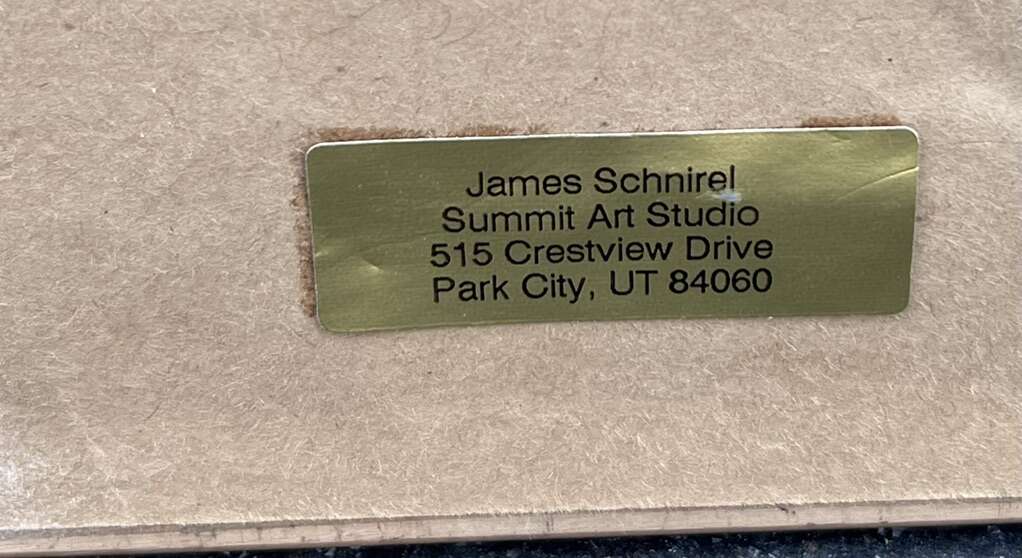 James Schnirel
Summit Art Studio
515 Crestview Drive
Park City, UT 84060